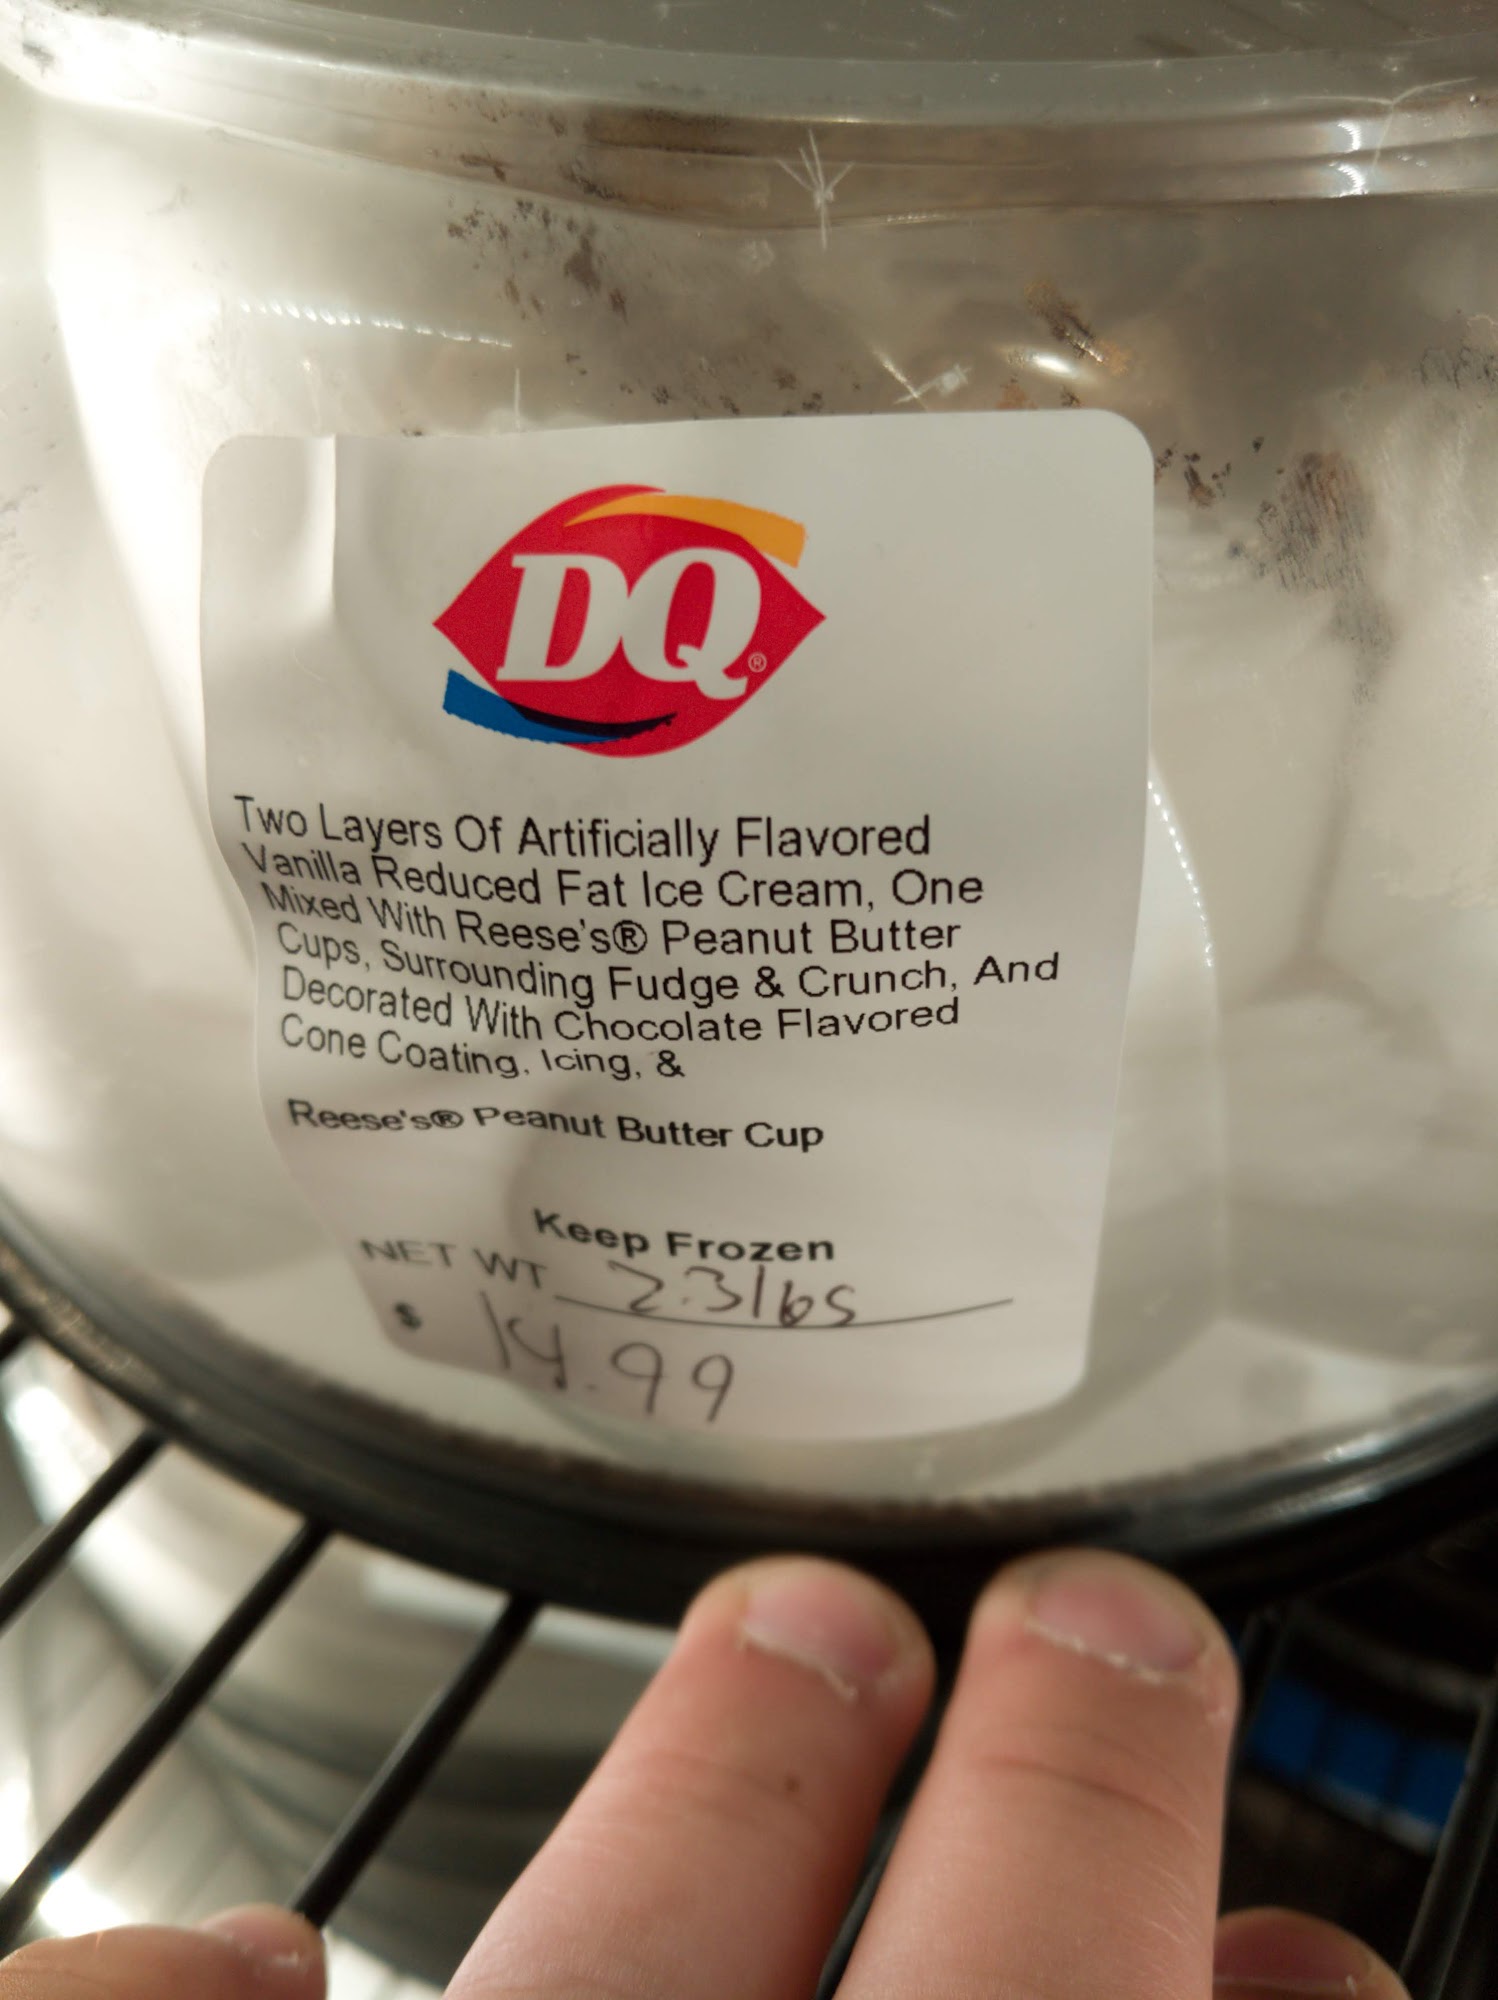 DQ®
Two Layers Of Artificially Flavored
Vanilla Reduced Fat Ice Cream, One
Mixed With Reese's® Peanut Butter
Cups, Surrounding Fudge & Crunch, And
Decorated With Chocolate Flavored
Cone Coating, Icing, &
Reese's® Peanut Butter Cup
Keep Frozen
NET WT 2.3lbs
$ 14.99